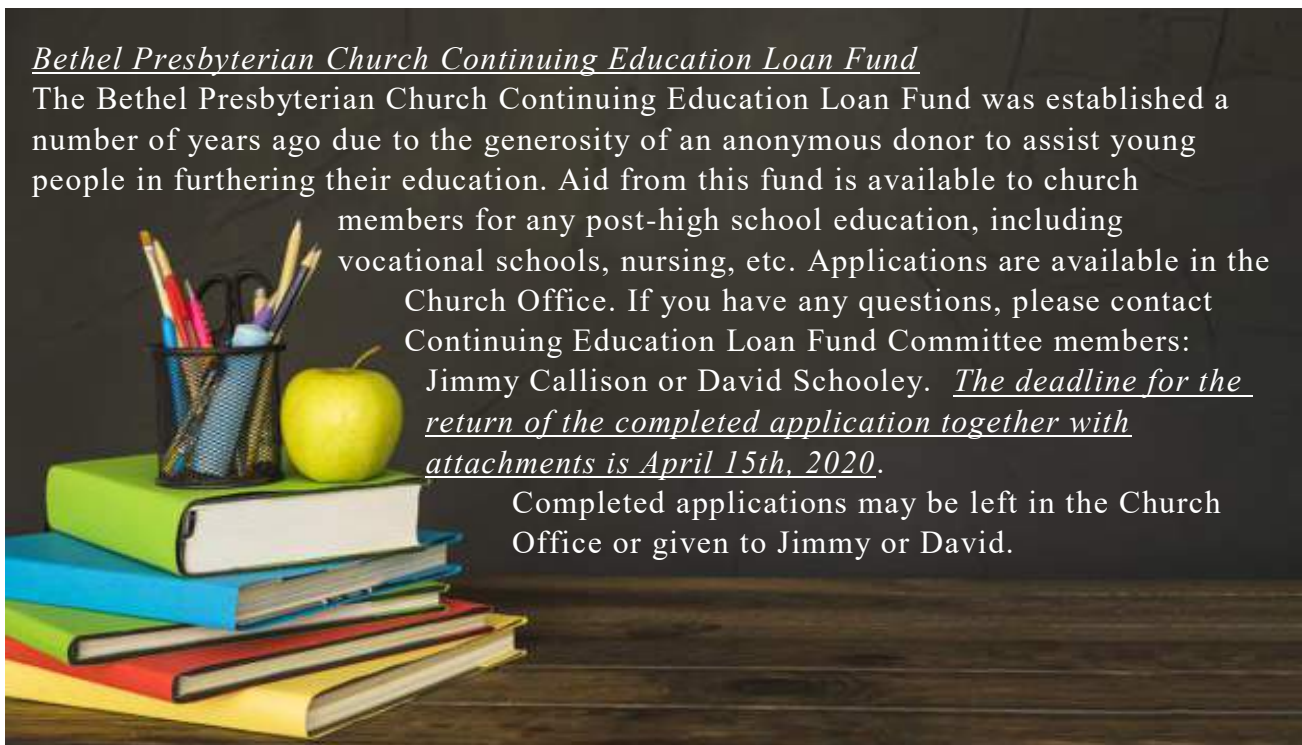 Bethel Presbyterian Church Continuing Education Loan Fund
The Bethel Presbyterian Church Continuing Education Loan Fund was established a
number of years ago due to the generosity of an anonymous donor to assist young
people in furthering their education. Aid from this fund is available to church
members for any post-high school education, including
vocational schools, nursing, etc. Applications are available in the
Church Office. If you have any questions, please contact
Continuing Education Loan Fund Committee members:
Jimmy Callison or David Schooley. The deadline for the
return of the completed application together with
attachments is April 15th, 2020.
Completed applications may be left in the Church
Office or given to Jimmy or David.